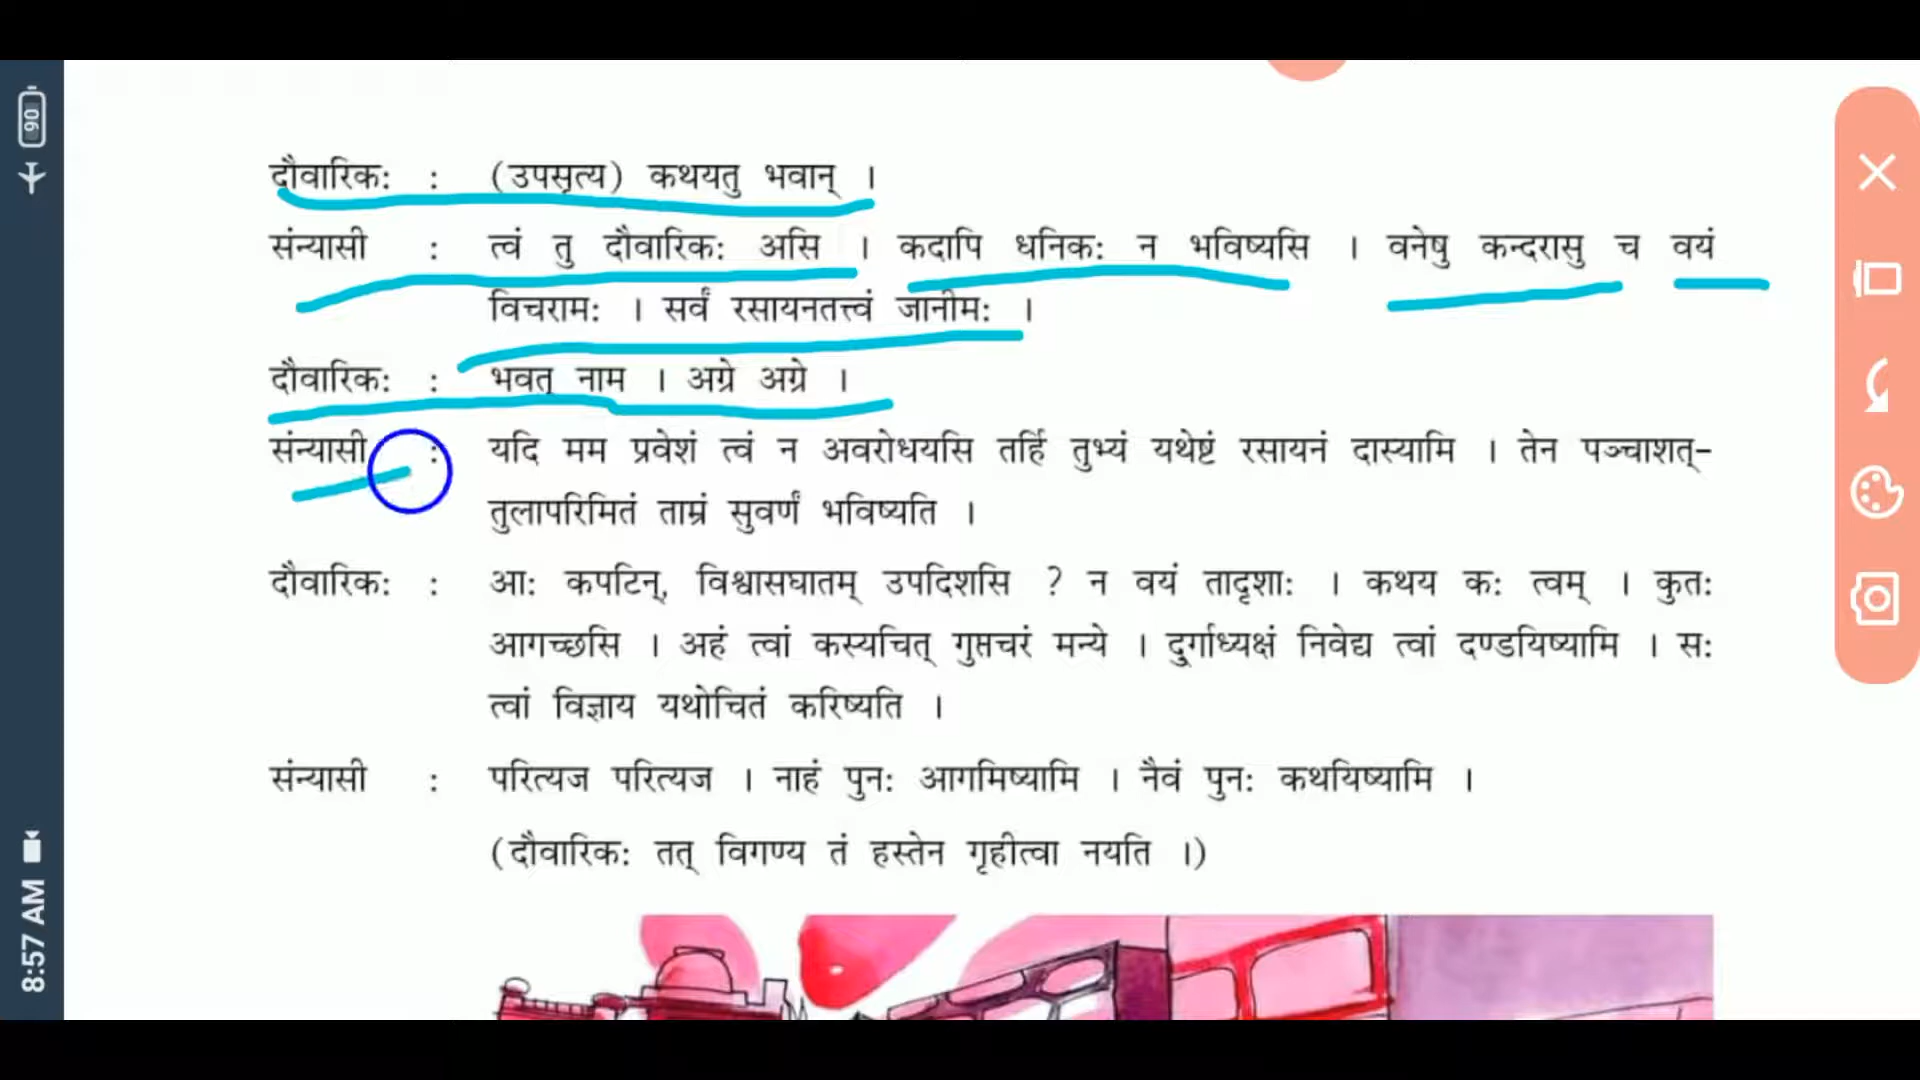 दौवारिकः : (उपसृत्य) कथयतु भवान् ।
संन्यासी : त्वं तु दौवारिकः असि । कदापि धनिकः न भविष्यसि । वनेषु कन्दरासु च वयं
विचरामः । सर्वं रसायनतत्त्वं जानीमः ।
दौवारिकः : भवतु नाम । अग्रे अग्रे ।
संन्यासी : यदि मम प्रवेशं त्वं न अवरोधयसि तर्हि तुभ्यं यथेष्टं रसायनं दास्यामि । तेन पञ्चाशत्-
तुलापरिमितं ताम्रं सुवर्णं भविष्यति ।
दौवारिकः : आः कपटिन्, विश्वासघातम् उपदिशसि ? न वयं तादृशाः । कथय कः त्वम् । कुतः
आगच्छसि । अहं त्वां कस्यचित् गुप्तचरं मन्ये । दुर्गाध्यक्षं निवेद्य त्वां दण्डयिष्यामि । सः
त्वां विज्ञाय यथोचितं करिष्यति ।
संन्यासी : परित्यज परित्यज । नाहं पुनः आगमिष्यामि । नैवं पुनः कथयिष्यामि ।
(दौवारिकः तत् विगण्य तं हस्तेन गृहीत्वा नयति ।)
90
8:57 AM